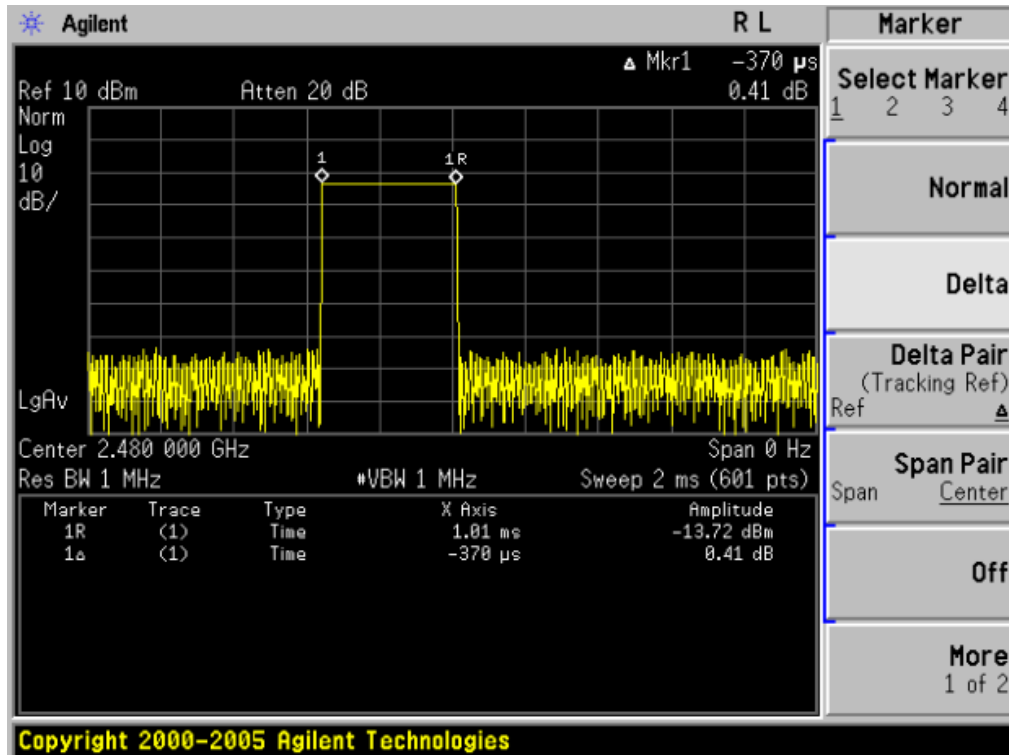 Agilent R L
Marker
▵ Mkr1 -370 µs
Ref 10 dBm Atten 20 dB 0.41 dB
Norm
Log
10
dB/
1 1R
LgAv
Center 2.480 000 GHz Span 0 Hz
Res BW 1 MHz #VBW 1 MHz Sweep 2 ms (601 pts)
Marker Trace Type X Axis Amplitude
1R (1) Time 1.01 ms -13.72 dBm
1▵ (1) Time -370 µs 0.41 dB
Select Marker
1 2 3 4
Normal
Delta
Delta Pair
(Tracking Ref)
Ref ▵
Span Pair
Span Center
Off
More
1 of 2
Copyright 2000-2005 Agilent Technologies